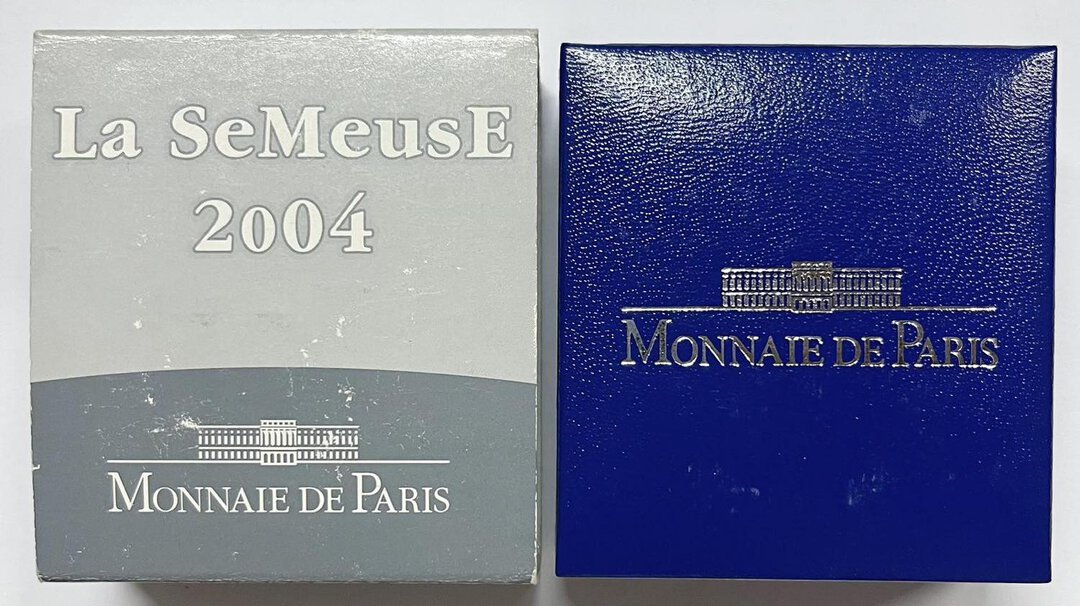 La SeMeusE
2004
MONNAIE DE PARIS
MONNAIE DE PARIS